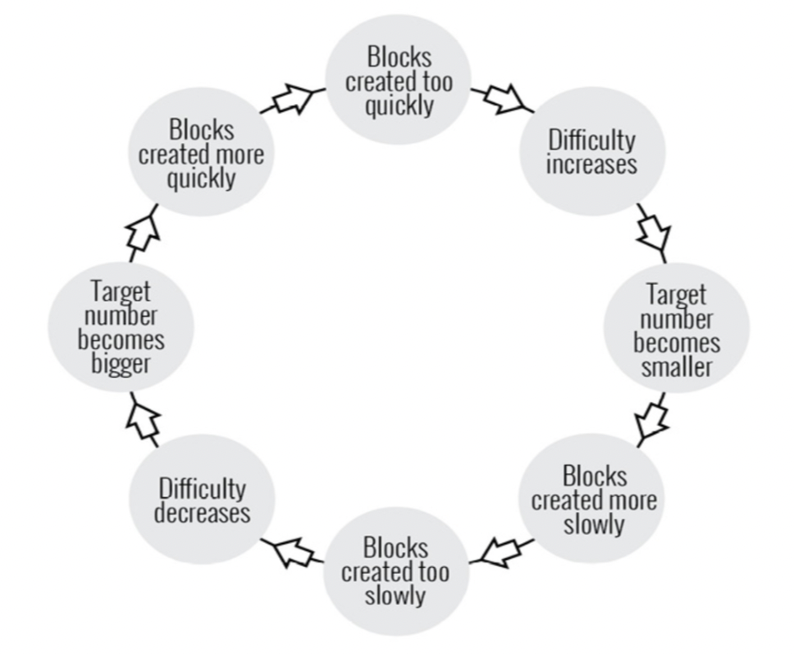 Blocks
created too
quickly
Difficulty
increases
Target
number
becomes
smaller
Blocks
created more
slowly
Blocks
created too
slowly
Difficulty
decreases
Target
number
becomes
bigger
Blocks
created more
quickly